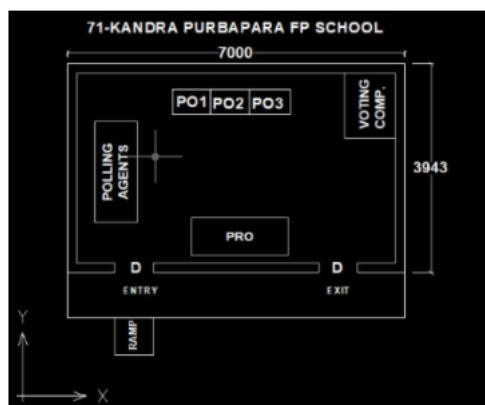 71-KANDRA PURBAPARA FP SCHOOL
7000
PO1 PO2 PO3
VOTING
COMP.
POLLING
AGENTS
3943
PRO
D
D
ENTRY
EXIT
RAMP
Y
X